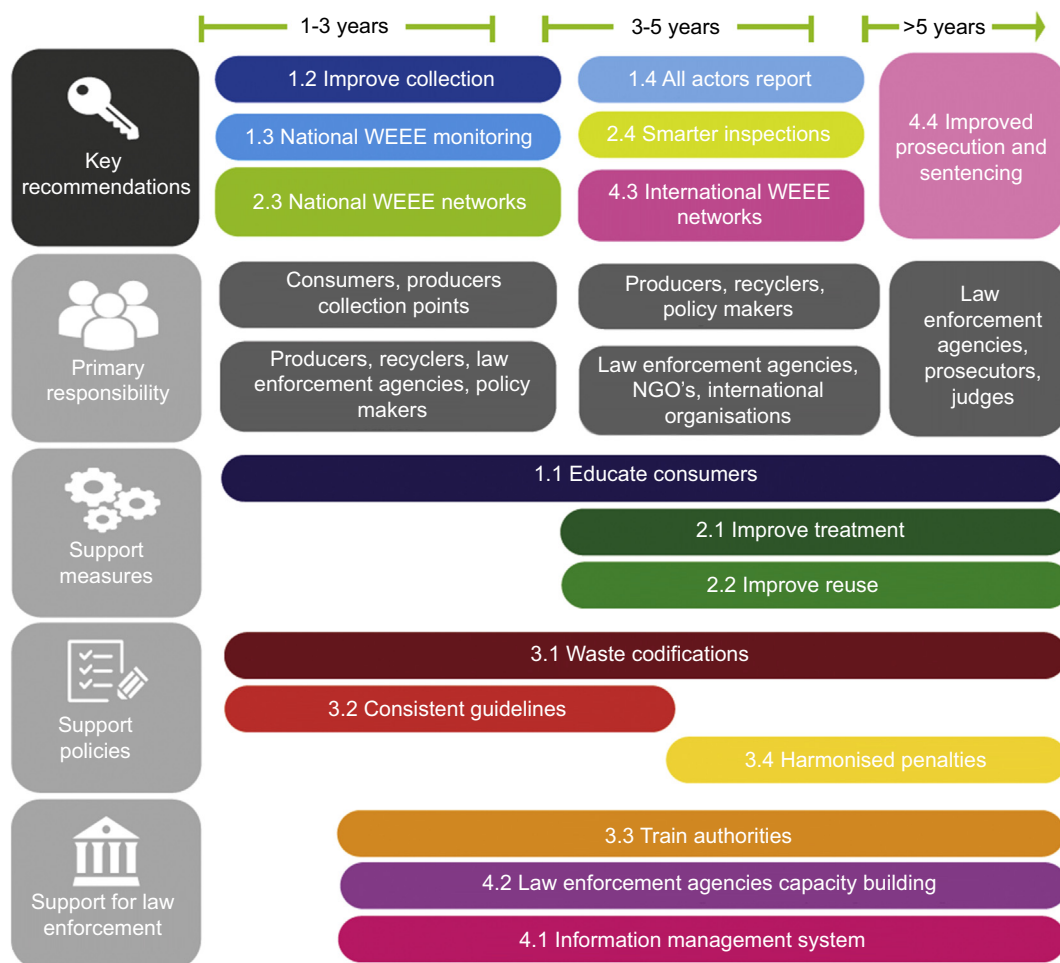 1-3 years
3-5 years
>5 years
Key
recommendations
1.2 Improve collection
1.3 National WEEE monitoring
2.3 National WEEE networks
1.4 All actors report
2.4 Smarter inspections
4.3 International WEEE
networks
4.4 Improved
prosecution and
sentencing
Primary
responsibility
Consumers, producers
collection points
Producers, recyclers, law
enforcement agencies, policy
makers
Producers, recyclers,
policy makers
Law enforcement agencies,
NGO's, international
organisations
Law
enforcement
agencies,
prosecutors,
judges
Support
measures
1.1 Educate consumers
2.1 Improve treatment
2.2 Improve reuse
Support
policies
3.1 Waste codifications
3.2 Consistent guidelines
3.4 Harmonised penalties
Support for law
enforcement
3.3 Train authorities
4.2 Law enforcement agencies capacity building
4.1 Information management system